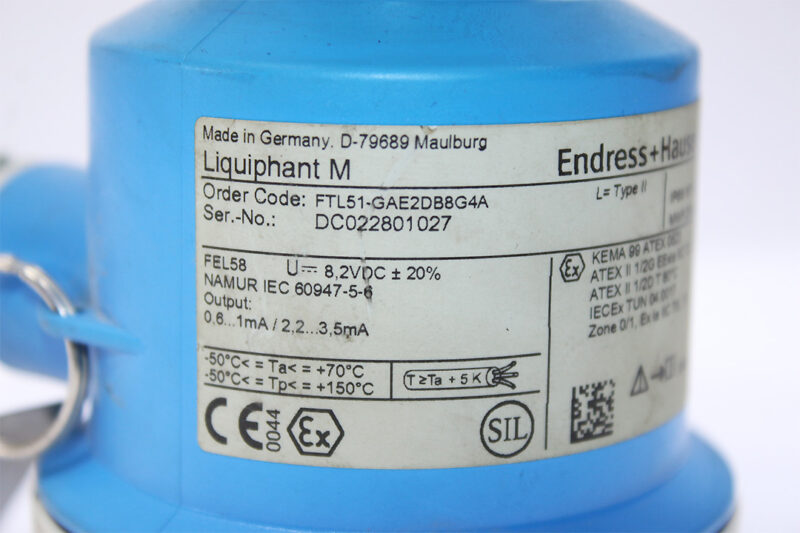 Made in Germany, D-79689 Maulburg
Liquiphant M
Endress+Hause
Order Code: FTL51-GAE2DB8G4A
Ser.-No.: DC022801027
L= Type II
FEL58 U⎓ 8,2VDC ± 20%
NAMUR IEC 60947-5-6
Output:
0,6...1mA / 2,2...3,5mA
-50°C< = Ta< = +70°C
-50°C< = Tp< = +150°C
T ≥Ta + 5 K
CE 0044 Ex
SIL
Ex
KEMA 99 ATEX
ATEX II 1/2G
ATEX II 1/2D T
IECEx TUN
Zone 0/1, Ex